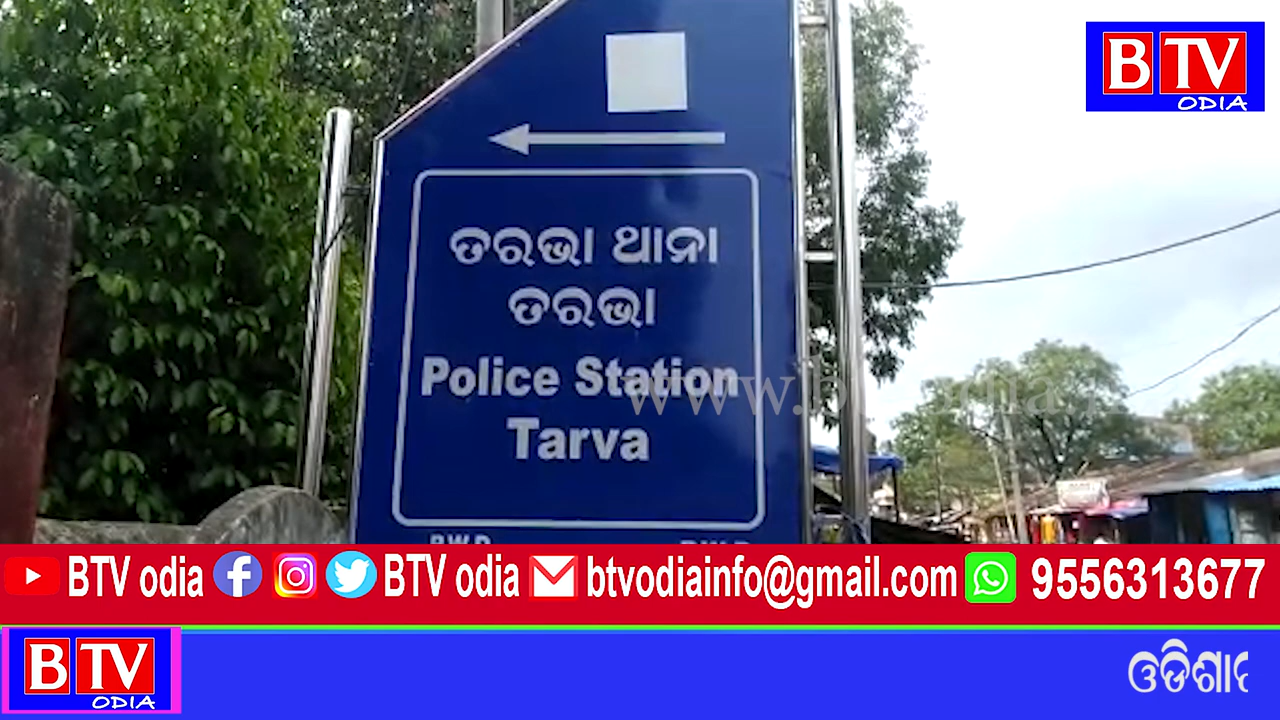 BTV
ODIA
ତରଭା ଥାନା
ତରଭା
Police Station
Tarva
BTV odia BTV odia btvodiainfo@gmail.com 9556313677
BTV
ODIA